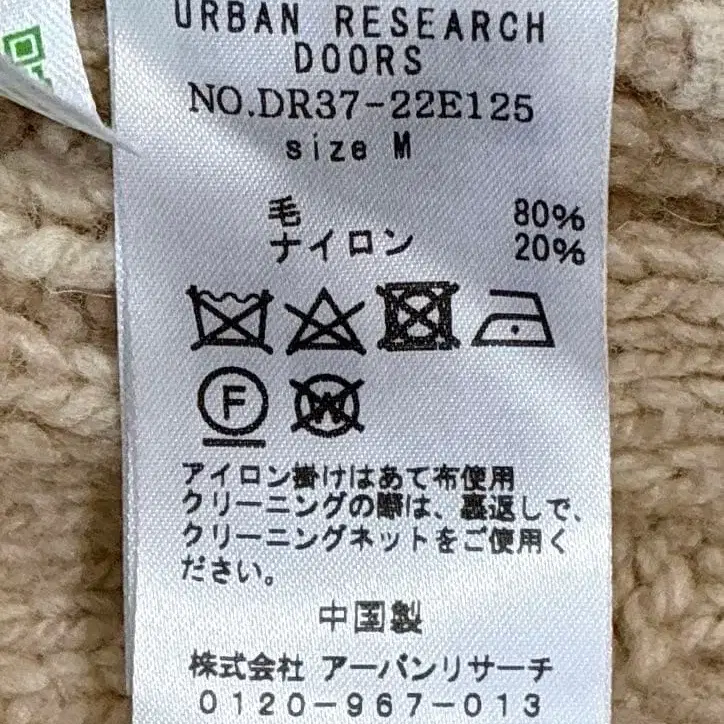 URBAN RESEARCH
DOORS
NO.DR37-22E125
size M
毛 80%
ナイロン 20%
F W
アイロン掛けはあて布使用
クリーニングの際は、裏返しで、
クリーニングネットをご使用く
ださい。
中国製
株式会社 アーバンリサーチ
0120-967-013